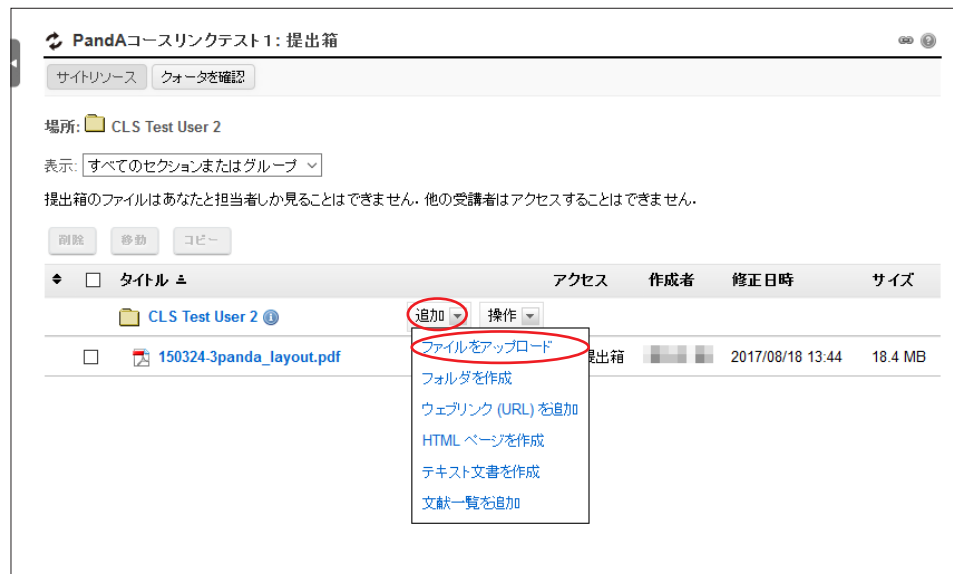 PandAコースリンクテスト1: 提出箱
サイトリソース クォータを確認
場所: CLS Test User 2
表示: すべてのセクションまたはグループ
提出箱のファイルはあなたと担当者しか見ることはできません. 他の受講者はアクセスすることはできません.
削除 移動 コピー
タイトル アクセス 作成者 修正日時 サイズ
CLS Test User 2 追加 操作
150324-3panda_layout.pdf 提出箱 2017/08/18 13:44 18.4 MB
ファイルをアップロード
フォルダを作成
ウェブリンク (URL) を追加
HTML ページを作成
テキスト文書を作成
文献一覧を追加